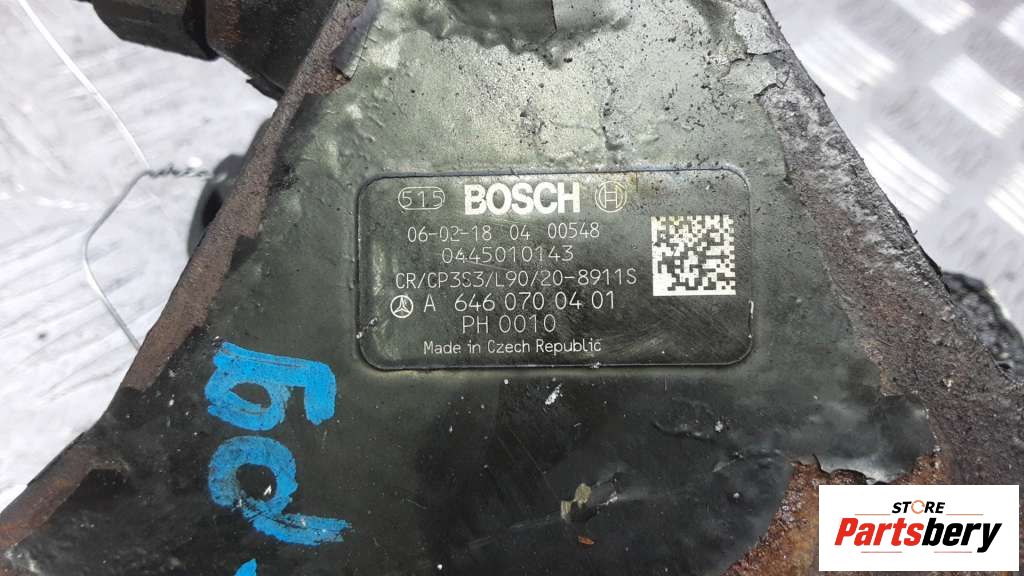 515 BOSCH
06-02-18 04 00548
0445010143
CR/CP3S3/L90/20-8911S
A 646 070 04 01
PH 0010
Made in Czech Republic
STORE
Partsbery